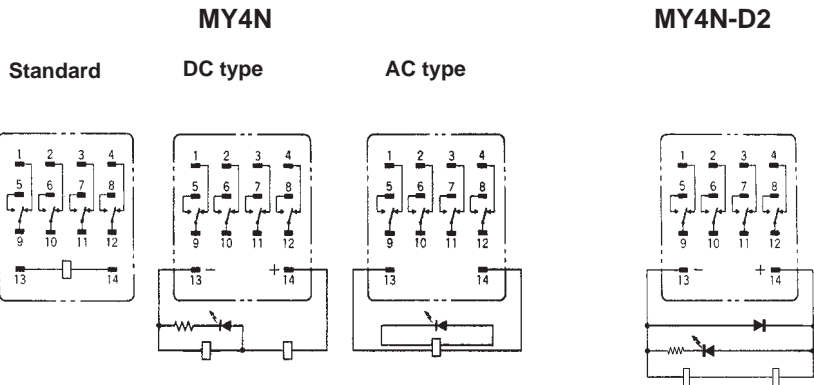 MY4N MY4N-D2
Standard DC type AC type
1 2 3 4 1 2 3 4 1 2 3 4 1 2 3 4
5 6 7 8 5 6 7 8 5 6 7 8 5 6 7 8
9 10 11 12 9 10 11 12 9 10 11 12 9 10 11 12
13 14 13 − + 14 13 14 13 − + 14